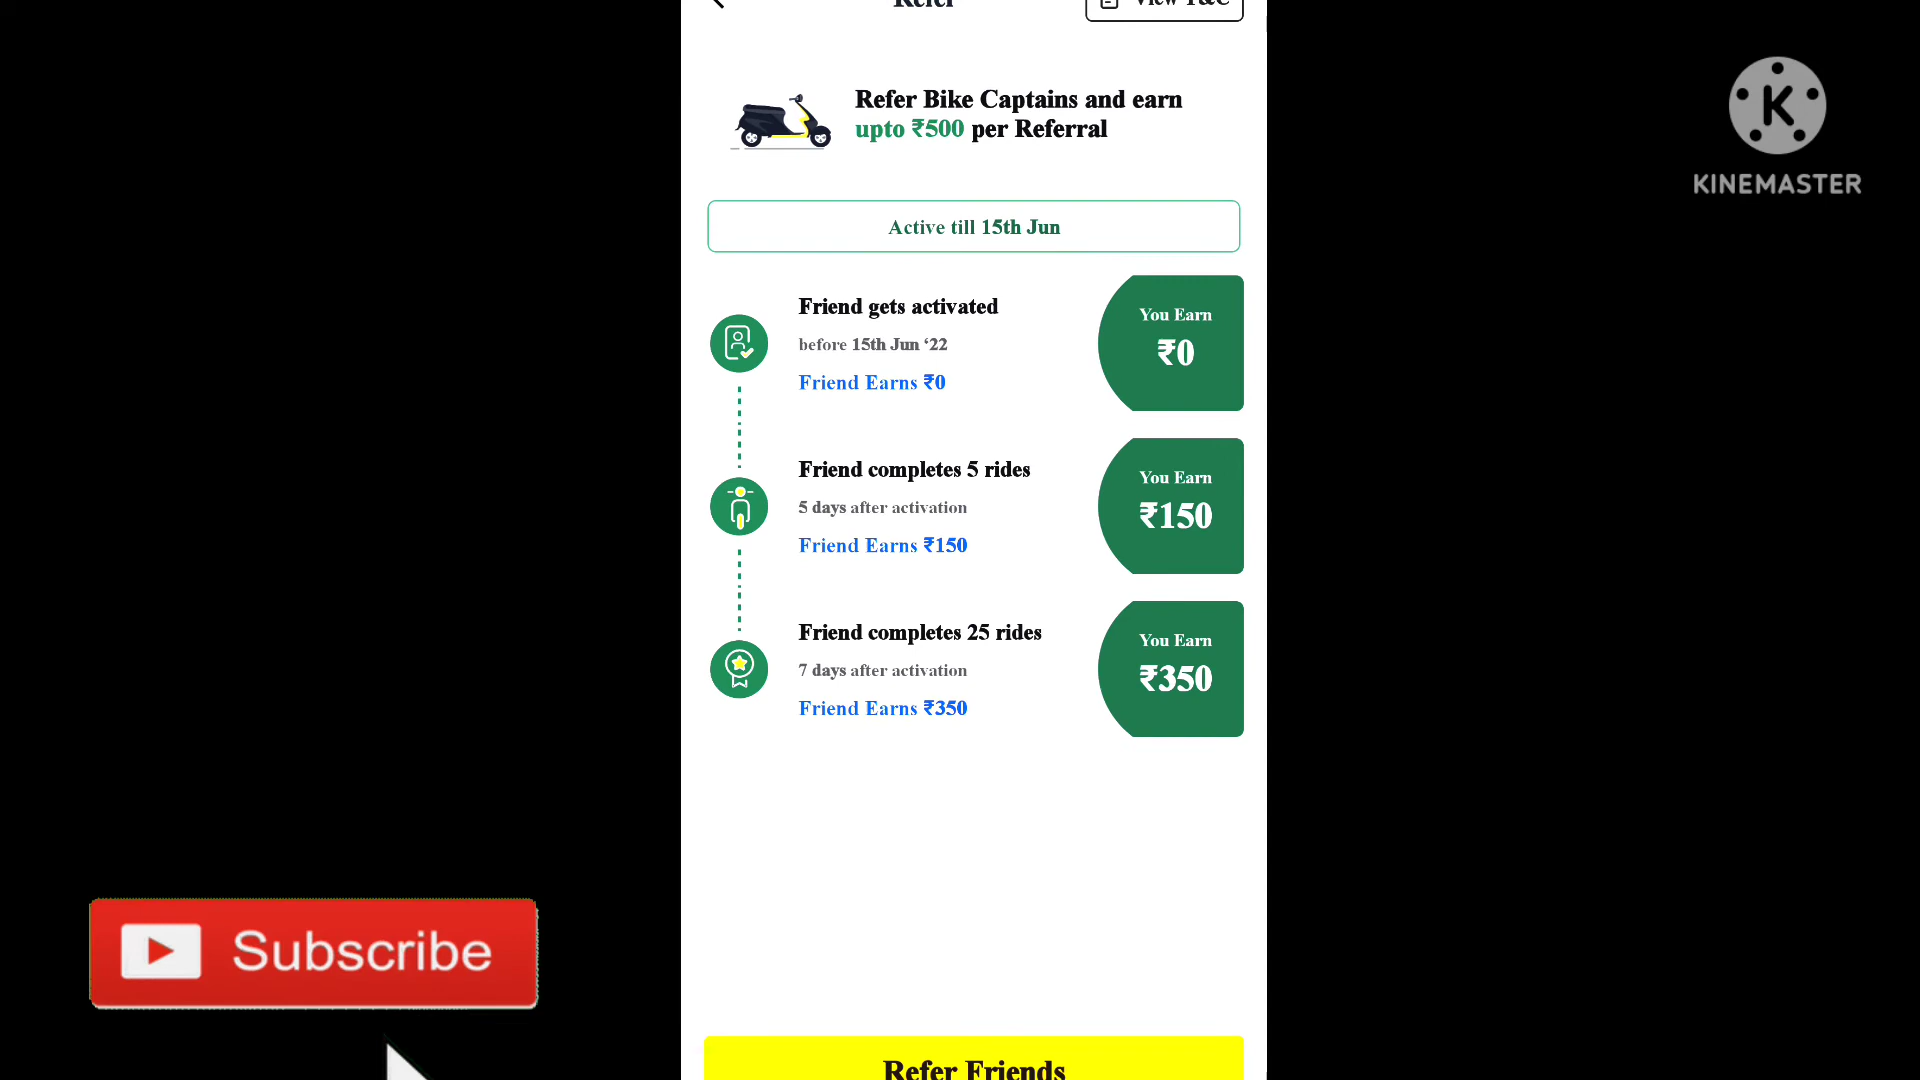 Refer
View T&C
Refer Bike Captains and earn
upto ₹500 per Referral
KINEMASTER
Active till 15th Jun
Friend gets activated
before 15th Jun ‘22
Friend Earns ₹0
You Earn
₹0
Friend completes 5 rides
5 days after activation
Friend Earns ₹150
You Earn
₹150
Friend completes 25 rides
7 days after activation
Friend Earns ₹350
You Earn
₹350
Subscribe
Refer Friends